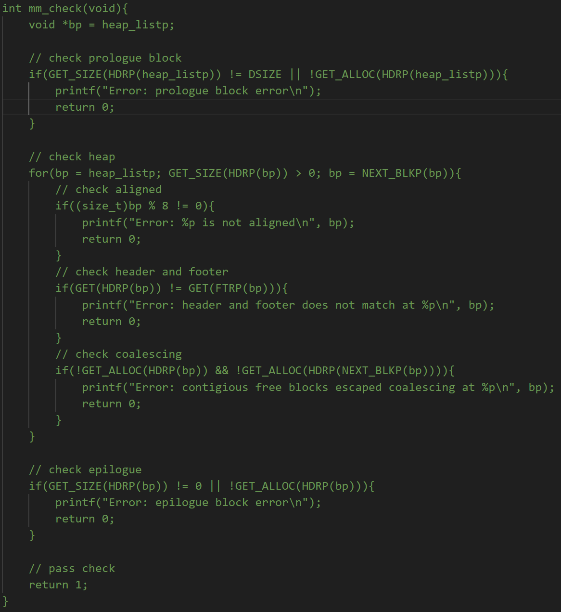 int mm_check(void){
    void *bp = heap_listp;

    // check prologue block
    if(GET_SIZE(HDRP(heap_listp)) != DSIZE || !GET_ALLOC(HDRP(heap_listp))){
        printf("Error: prologue block error\n");
        return 0;
    }

    // check heap
    for(bp = heap_listp; GET_SIZE(HDRP(bp)) > 0; bp = NEXT_BLKP(bp)){
        // check aligned
        if((size_t)bp % 8 != 0){
            printf("Error: %p is not aligned\n", bp);
            return 0;
        }
        // check header and footer
        if(GET(HDRP(bp)) != GET(FTRP(bp))){
            printf("Error: header and footer does not match at %p\n", bp);
            return 0;
        }
        // check coalescing
        if(!GET_ALLOC(HDRP(bp)) && !GET_ALLOC(HDRP(NEXT_BLKP(bp)))){
            printf("Error: contigious free blocks escaped coalescing at %p\n", bp);
            return 0;
        }
    }

    // check epilogue
    if(GET_SIZE(HDRP(bp)) != 0 || !GET_ALLOC(HDRP(bp))){
        printf("Error: epilogue block error\n");
        return 0;
    }

    // pass check
    return 1;
}